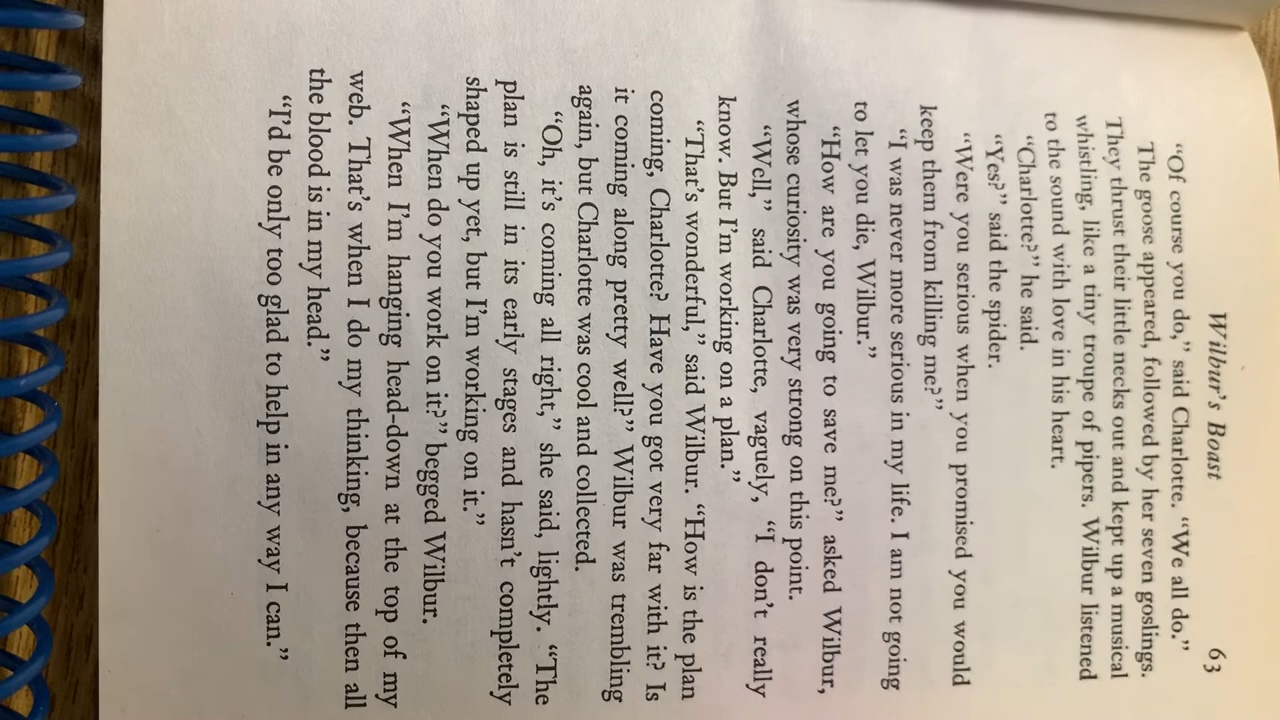 Wilbur's Boast 63
"Of course you do," said Charlotte. "We all do."
The goose appeared, followed by her seven goslings.
They thrust their little necks out and kept up a musical
whistling, like a tiny troupe of pipers. Wilbur listened
to the sound with love in his heart.
"Charlotte?" he said.
"Yes?" said the spider.
"Were you serious when you promised you would
keep them from killing me?"
"I was never more serious in my life. I am not going
to let you die, Wilbur."
"How are you going to save me?" asked Wilbur,
whose curiosity was very strong on this point.
"Well," said Charlotte, vaguely, "I don't really
know. But I'm working on a plan."
"That's wonderful," said Wilbur. "How is the plan
coming, Charlotte? Have you got very far with it? Is
it coming along pretty well?" Wilbur was trembling
again, but Charlotte was cool and collected.
"Oh, it's coming all right," she said, lightly. "The
plan is still in its early stages and hasn't completely
shaped up yet, but I'm working on it."
"When do you work on it?" begged Wilbur.
"When I'm hanging head-down at the top of my
web. That's when I do my thinking, because then all
the blood is in my head."
"I'd be only too glad to help in any way I can."